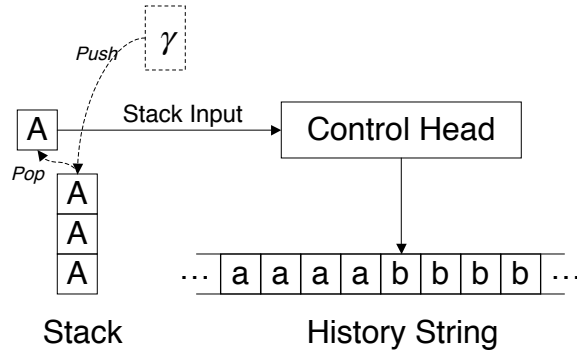 γ
Push
A Stack Input Control Head
Pop
A
A
A
... a a a a b b b b ...
Stack History String